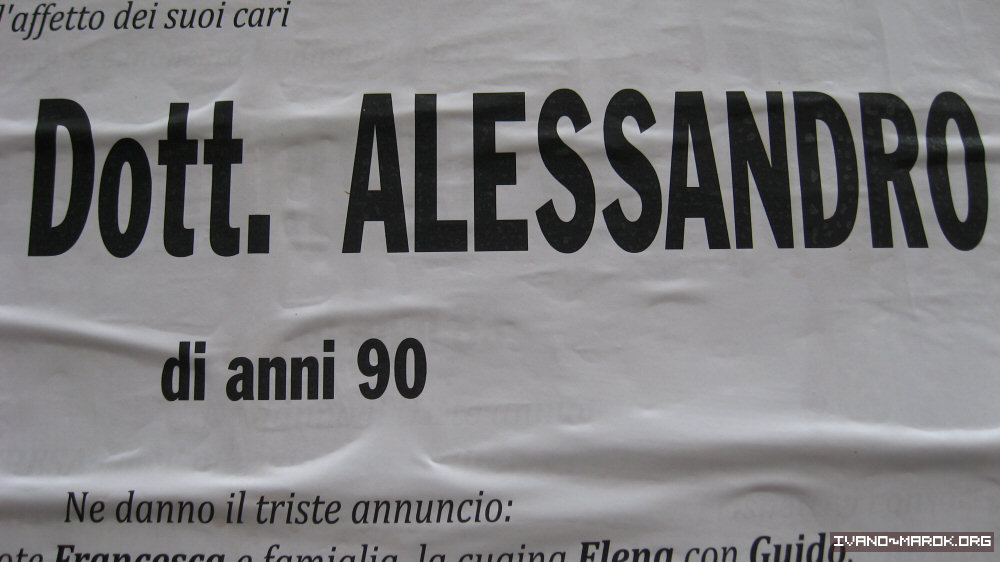 l'affetto dei suoi cari
Dott. ALESSANDRO
di anni 90
Ne danno il triste annuncio:
Francesca e famiglia, la cugina Elena con Guido.
IVANO~MAROK.ORG